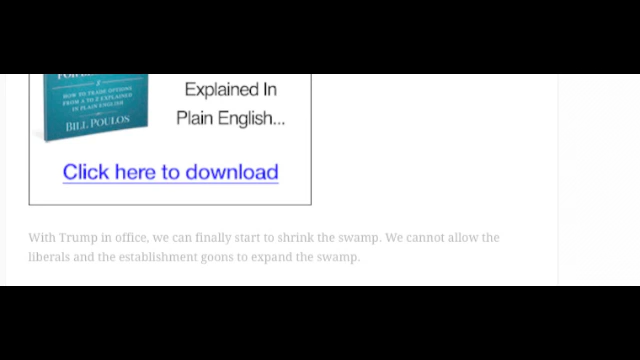 HOW TO TRADE OPTIONS
FROM A TO Z EXPLAINED
IN PLAIN ENGLISH
BILL POULOS
Explained In
Plain English...
Click here to download
With Trump in office, we can finally start to shrink the swamp. We cannot allow the
liberals and the establishment goons to expand the swamp.